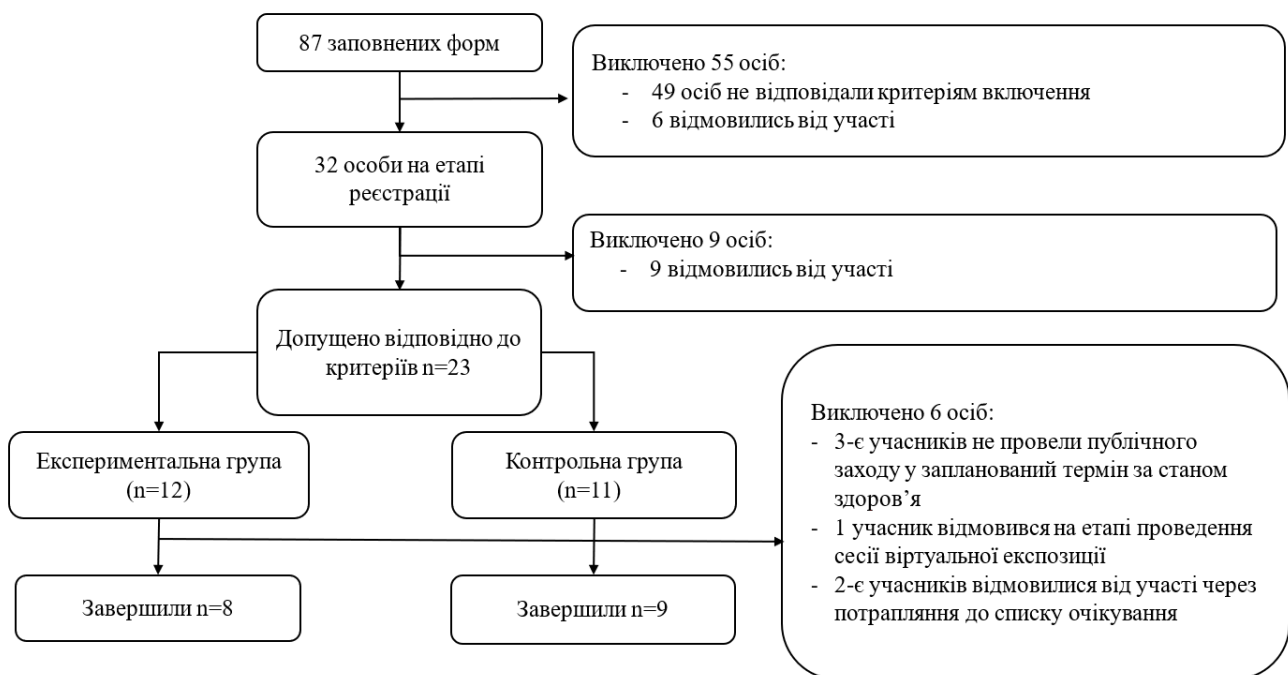 87 заповнених форм
Виключено 55 осіб:
- 49 осіб не відповідали критеріям включення
- 6 відмовились від участі
32 особи на етапі
реєстрації
Виключено 9 осіб:
- 9 відмовились від участі
Допущено відповідно до
критеріїв n=23
Експериментальна група
(n=12)
Контрольна група
(n=11)
Виключено 6 осіб:
- 3-є учасників не провели публічного
заходу у запланований термін за станом
здоров’я
- 1 учасник відмовився на етапі проведення
сесії віртуальної експозиції
- 2-є учасників відмовилися від участі через
потрапляння до списку очікування
Завершили n=8
Завершили n=9